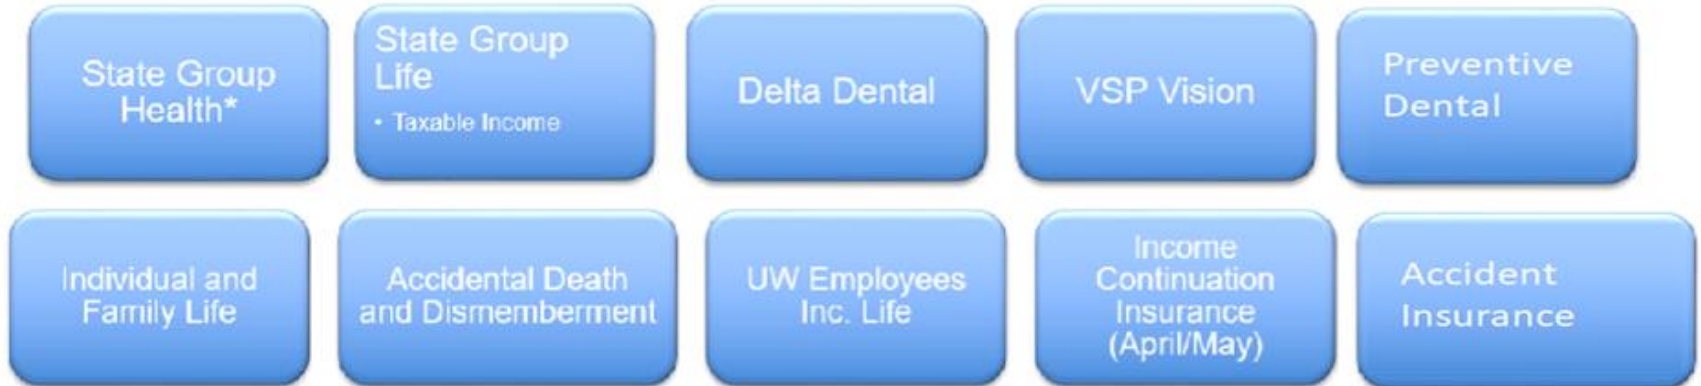 State Group
Health*
State Group
Life
• Taxable Income
Delta Dental
VSP Vision
Preventive
Dental
Individual and
Family Life
Accidental Death
and Dismemberment
UW Employees
Inc. Life
Income
Continuation
Insurance
(April/May)
Accident
Insurance